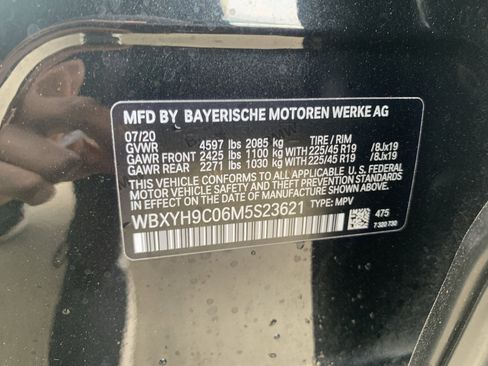 MFD BY BAYERISCHE MOTOREN WERKE AG
07/20
GVWR 4597 lbs 2085 kg TIRE / RIM
GAWR FRONT 2425 lbs 1100 kg 225/45 R19 /8Jx19
GAWR REAR 2271 lbs 1030 kg 225/45 R19 /8Jx19
THIS VEHICLE CONFORMS TO ALL APPLICABLE U.S.
FEDERAL MOTOR VEHICLE SAFETY AND THEFT PREVENTION STANDARDS
IN EFFECT ON THE DATE OF MANUFACTURE SHOWN ABOVE.
WBXYH9C06M5S23621 TYPE: MPV
475
7 320 730